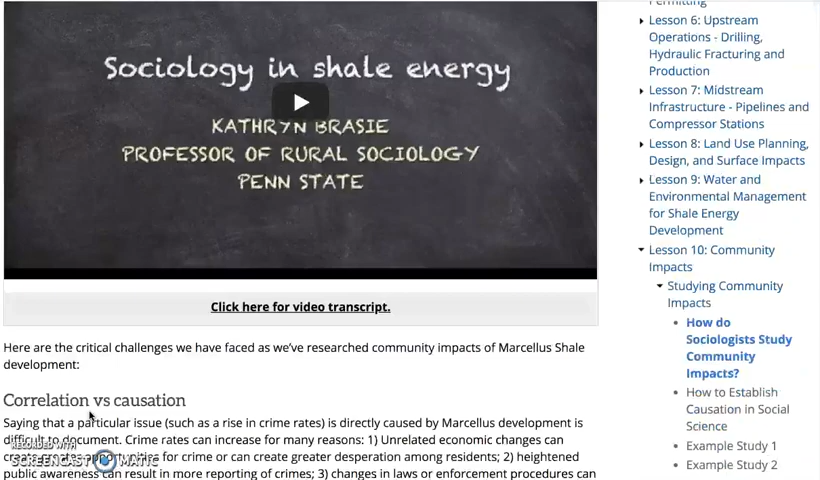 Sociology in shale energy
KATHRYN BRASIE
PROFESSOR OF RURAL SOCIOLOGY
PENN STATE
Click here for video transcript.
Here are the critical challenges we have faced as we've researched community impacts of Marcellus Shale
development:
Correlation vs causation
Saying that a particular issue (such as a rise in crime rates) is directly caused by Marcellus development is
difficult to document. Crime rates can increase for many reasons: 1) Unrelated economic changes can
create greater opportunities for crime or can create greater desperation among residents; 2) heightened
public awareness can result in more reporting of crimes; 3) changes in laws or enforcement procedures can
RECORDED WITH
SCREENCAST MATIC
Permitting
Lesson 6: Upstream
Operations - Drilling,
Hydraulic Fracturing and
Production
Lesson 7: Midstream
Infrastructure - Pipelines and
Compressor Stations
Lesson 8: Land Use Planning,
Design, and Surface Impacts
Lesson 9: Water and
Environmental Management
for Shale Energy
Development
Lesson 10: Community
Impacts
Studying Community
Impacts
How do
Sociologists Study
Community
Impacts?
How to Establish
Causation in Social
Science
Example Study 1
Example Study 2